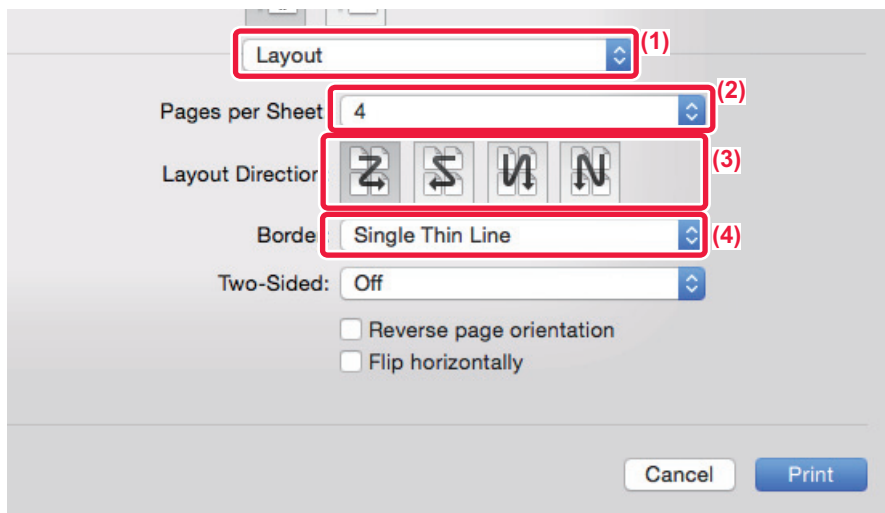 Layout
(1)
Pages per Sheet
4
(2)
Layout Direction
(3)
Borde
Single Thin Line
(4)
Two-Sided:
Off
Reverse page orientation
Flip horizontally
Cancel
Print